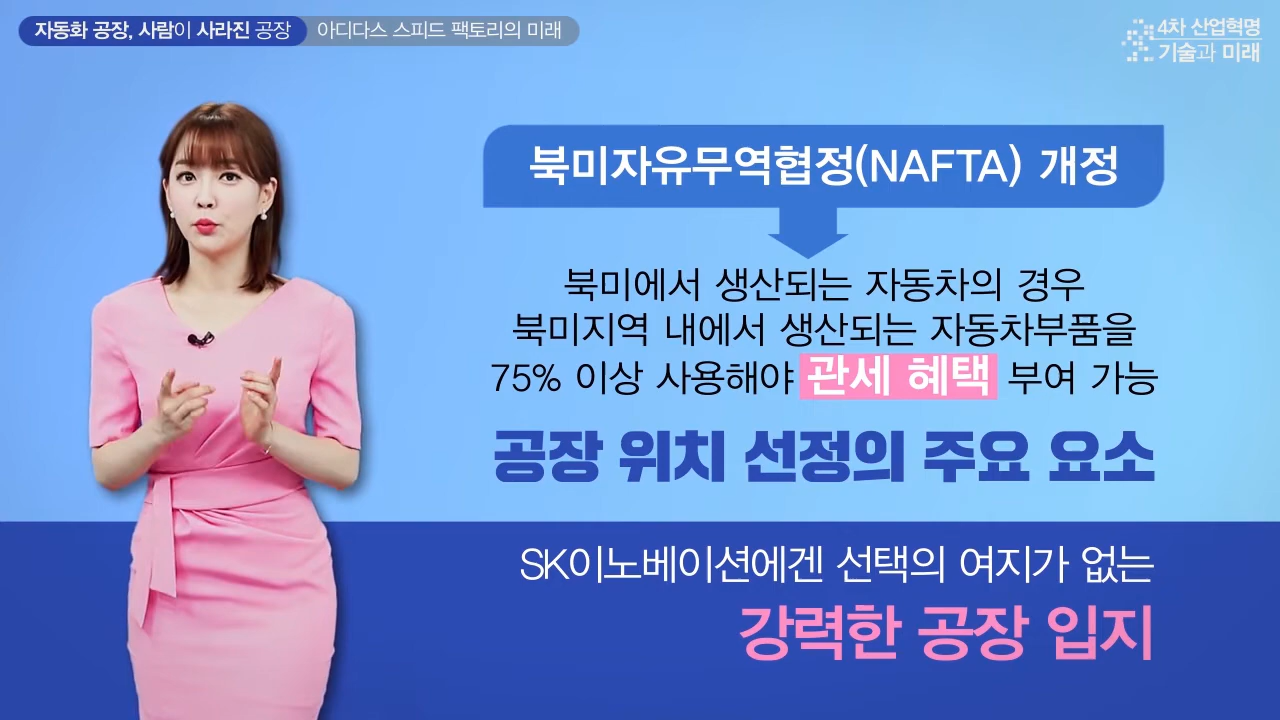 자동화 공장, 사람이 사라진 공장 아디다스 스피드 팩토리의 미래
4차 산업혁명
기술과 미래
북미자유무역협정(NAFTA) 개정
북미에서 생산되는 자동차의 경우
북미지역 내에서 생산되는 자동차부품을
75% 이상 사용해야 관세 혜택 부여 가능
공장 위치 선정의 주요 요소
SK이노베이션에겐 선택의 여지가 없는
강력한 공장 입지